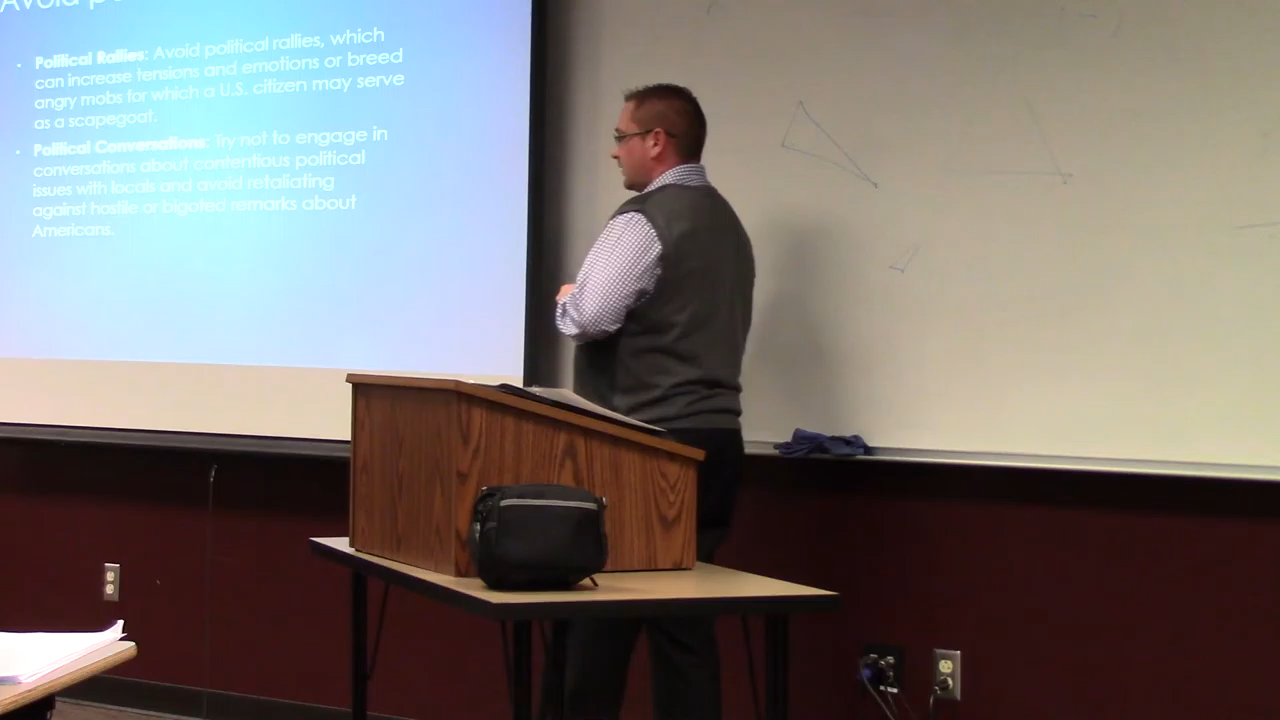 Avoid
• Political Rallies: Avoid political rallies, which
can increase tensions and emotions or breed
angry mobs for which a U.S. citizen may serve
as a scapegoat.
• Political Conversations: Try not to engage in
conversations about contentious political
issues with locals and avoid retaliating
against hostile or bigoted remarks about
Americans.